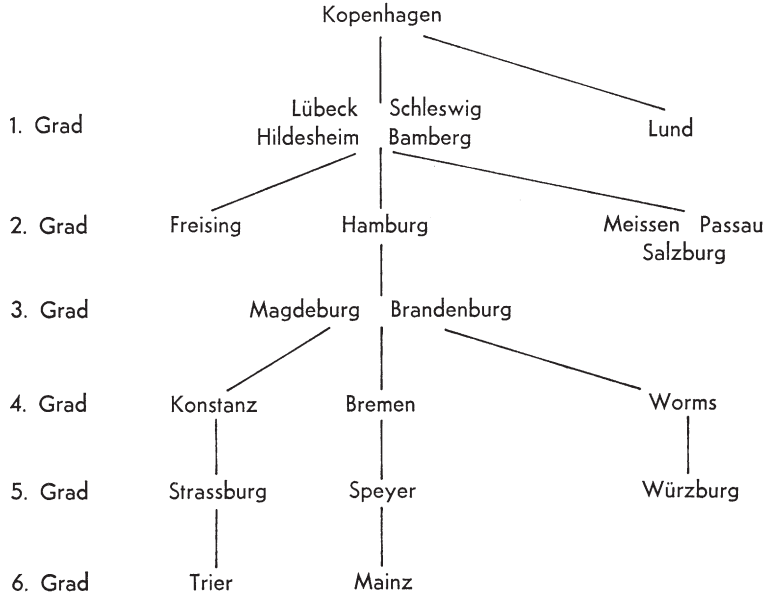 Kopenhagen
1. Grad Lübeck Schleswig Lund
Hildesheim Bamberg
2. Grad Freising Hamburg Meissen Passau
Salzburg
3. Grad Magdeburg Brandenburg
4. Grad Konstanz Bremen Worms
5. Grad Strassburg Speyer Würzburg
6. Grad Trier Mainz